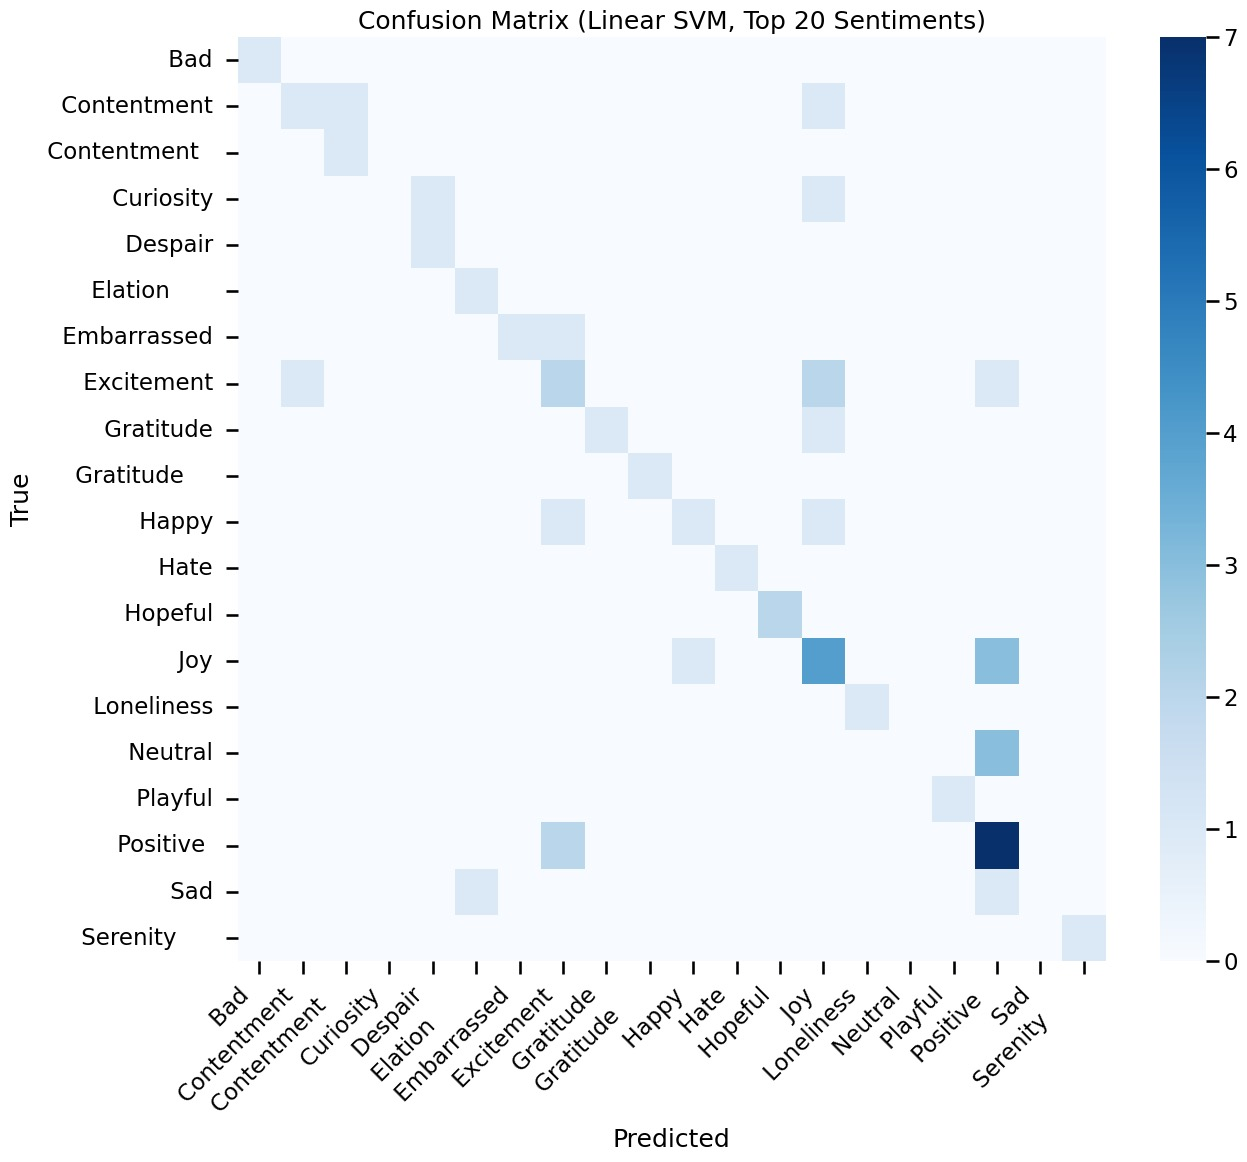 Confusion Matrix (Linear SVM, Top 20 Sentiments)
Bad
Contentment
Contentment
Curiosity
Despair
Elation
Embarrassed
Excitement
Gratitude
Gratitude
Happy
Hate
Hopeful
Joy
Loneliness
Neutral
Playful
Positive
Sad
Serenity
True
Bad
Contentment
Contentment
Curiosity
Despair
Elation
Embarrassed
Excitement
Gratitude
Gratitude
Happy
Hate
Hopeful
Joy
Loneliness
Neutral
Playful
Positive
Sad
Serenity
Predicted
7
6
5
4
3
2
1
0